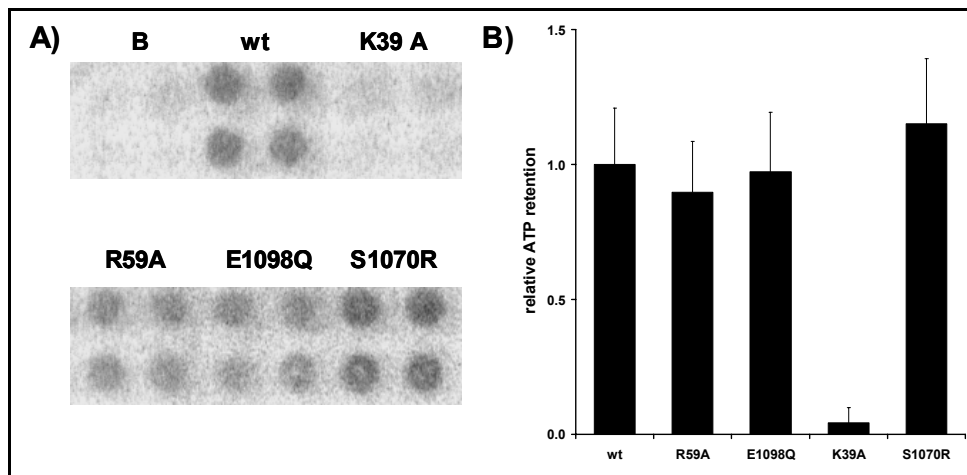 A)
B wt K39 A
R59A E1098Q S1070R
B)
relative ATP retention
1.5
1.0
0.5
0.0
wt R59A E1098Q K39A S1070R